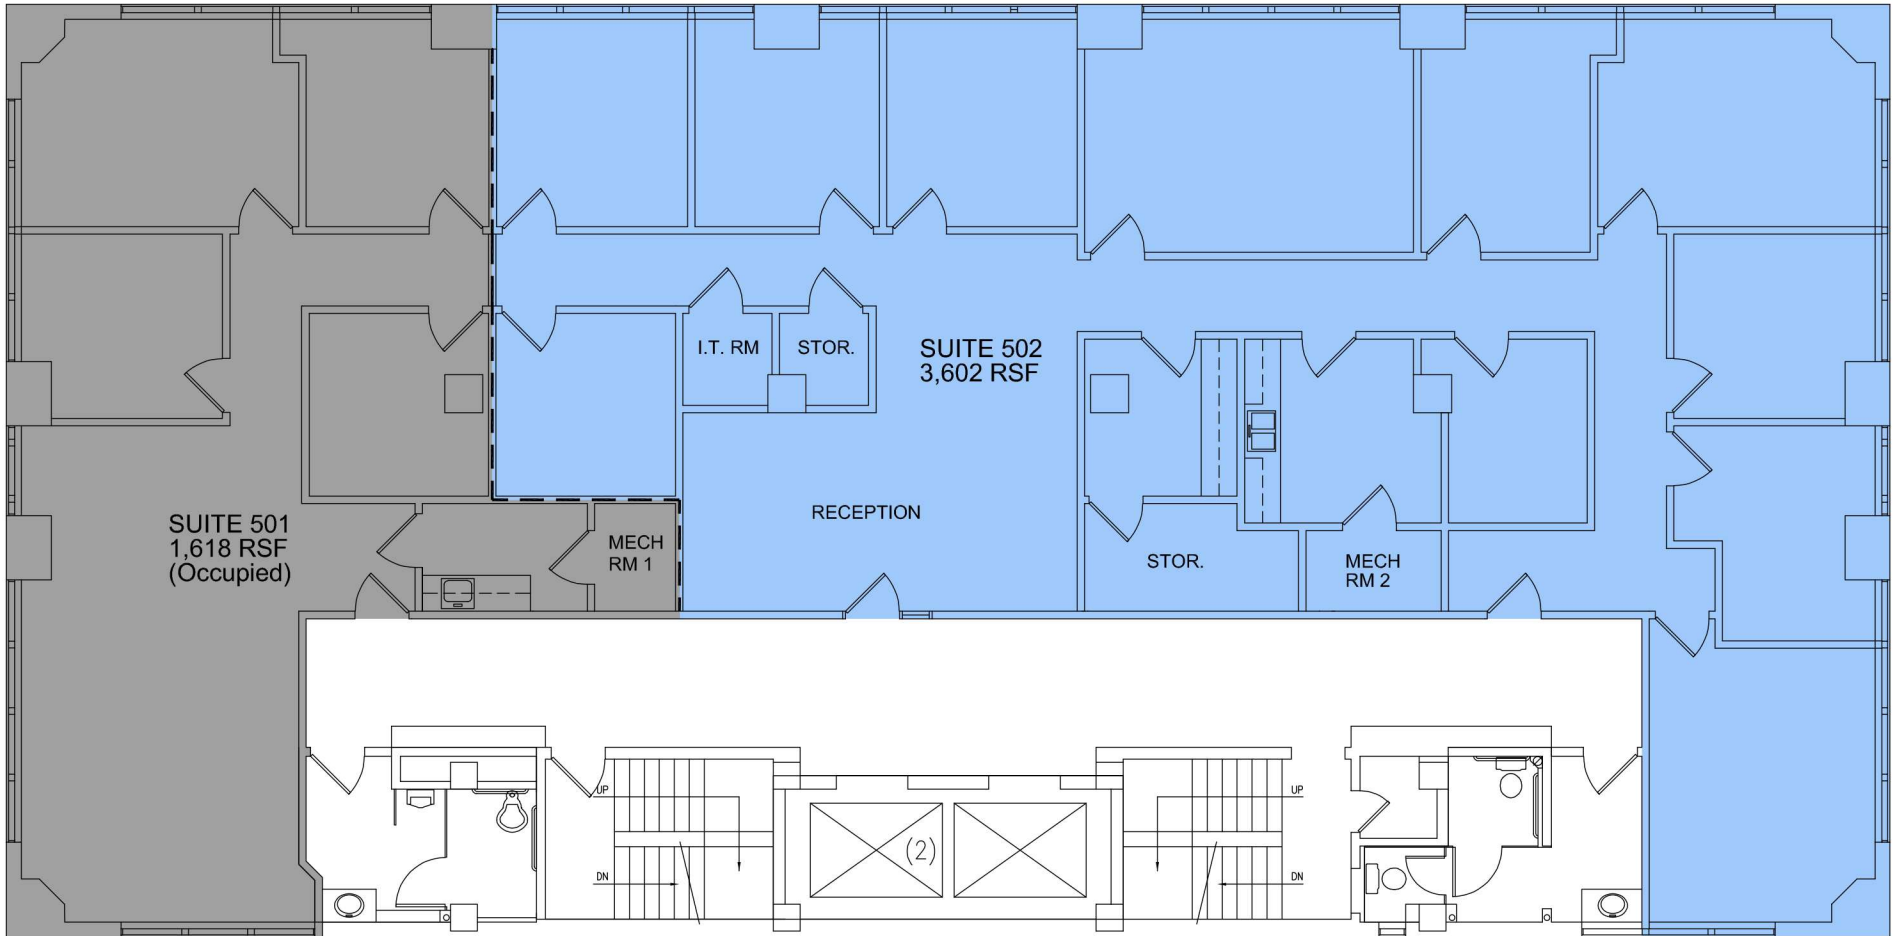 I.T. RM
STOR.
SUITE 502
3,602 RSF
RECEPTION
SUITE 501
1,618 RSF
(Occupied)
MECH
RM 1
STOR.
MECH
RM 2
UP
UP
(2)
DN
DN